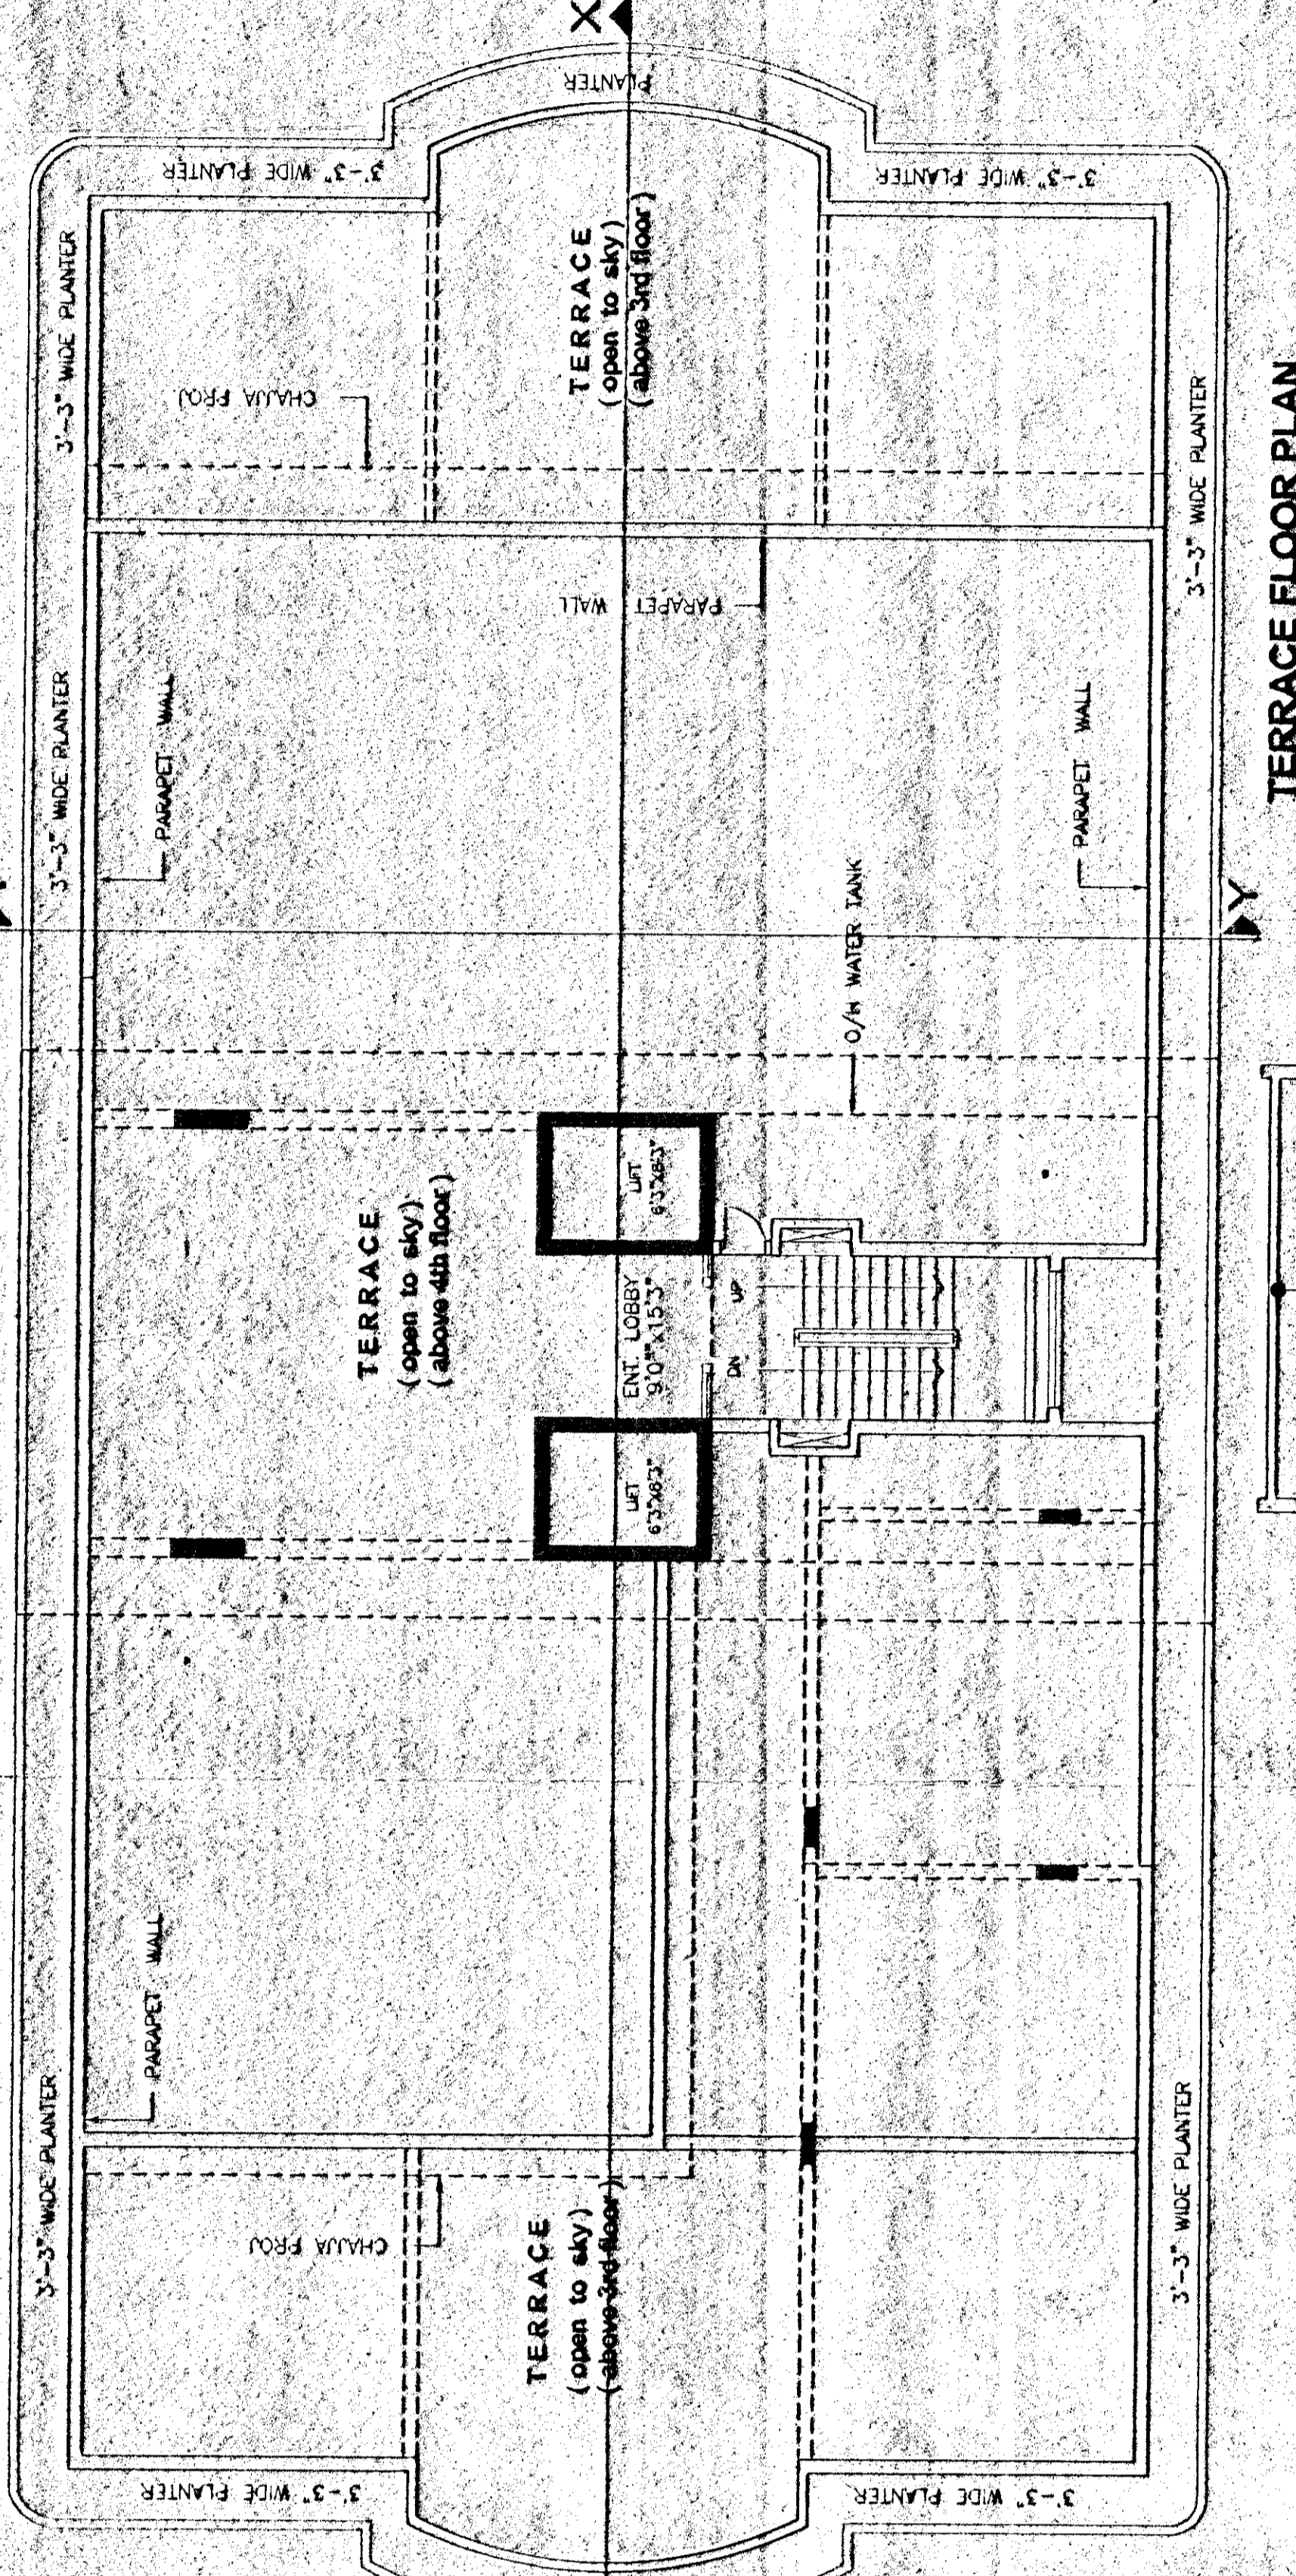 X
PLANTER
3'-3" WIDE PLANTER
3'-3" WIDE PLANTER
3'-3" WIDE PLANTER
CHAJJA PROJ
TERRACE
(open to sky)
(above 3rd floor)
3'-3" WIDE PLANTER
TERRACE FLOOR PLAN
PARAPET WALL
3'-3" WIDE PLANTER
PARAPET WALL
PARAPET WALL
Y
O/H WATER TANK
TERRACE
(open to sky)
(above 4th floor)
LIFT
6'3"X8'3"
ENT. LOBBY
9'0"X15'3"
UP
DN
LIFT
6'3"X8'3"
PARAPET WALL
3'-3" WIDE PLANTER
CHAJJA PROJ
TERRACE
(open to sky)
(above 3rd floor)
3'-3" WIDE PLANTER
3'-3" WIDE PLANTER
3'-3" WIDE PLANTER